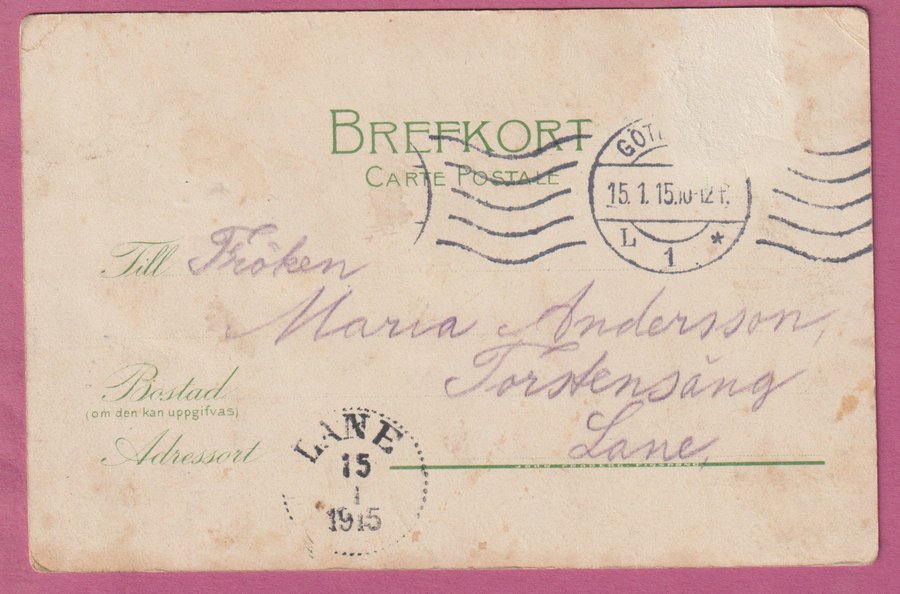 BREFKORT
CARTE POSTALE
GÖT
15. 1. 15.10-12 f.
L 1 *
Till Fröken
Maria Andersson,
Torstensäng
Bostad
(om den kan uppgifvas)
Lane,
Adressort
LANE
15
1
1915